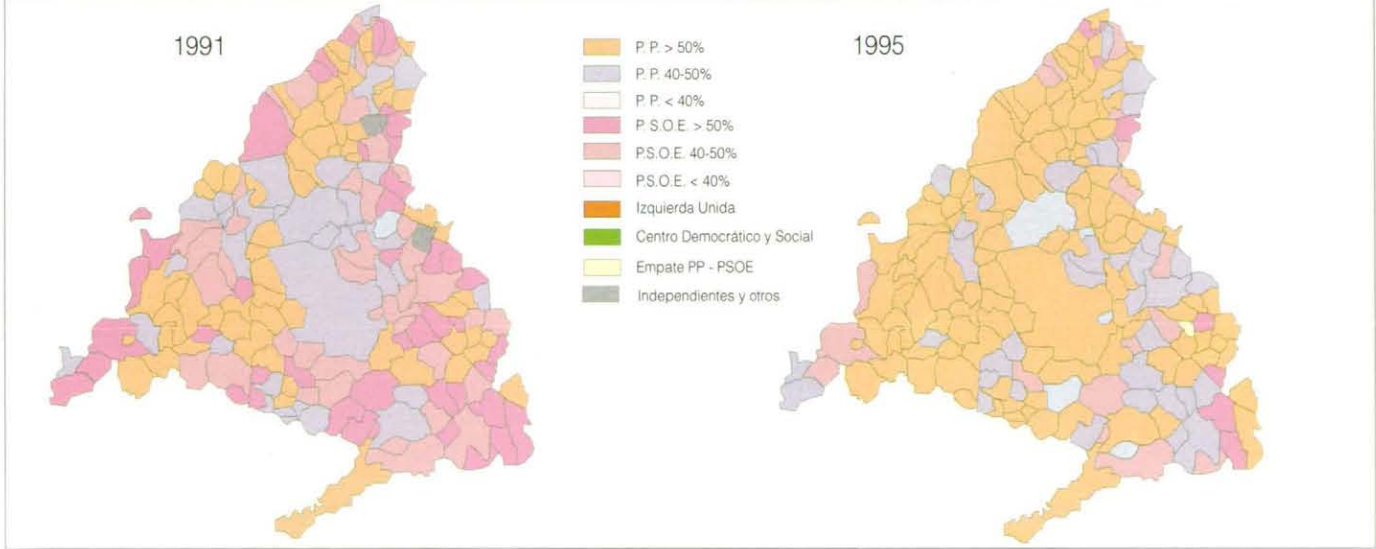 1991
P. P. > 50%
P. P. 40-50%
P. P. < 40%
P. S.O.E. > 50%
P.S.O.E. 40-50%
P.S.O.E. < 40%
Izquierda Unida
Centro Democrático y Social
Empate PP - PSOE
Independientes y otros
1995